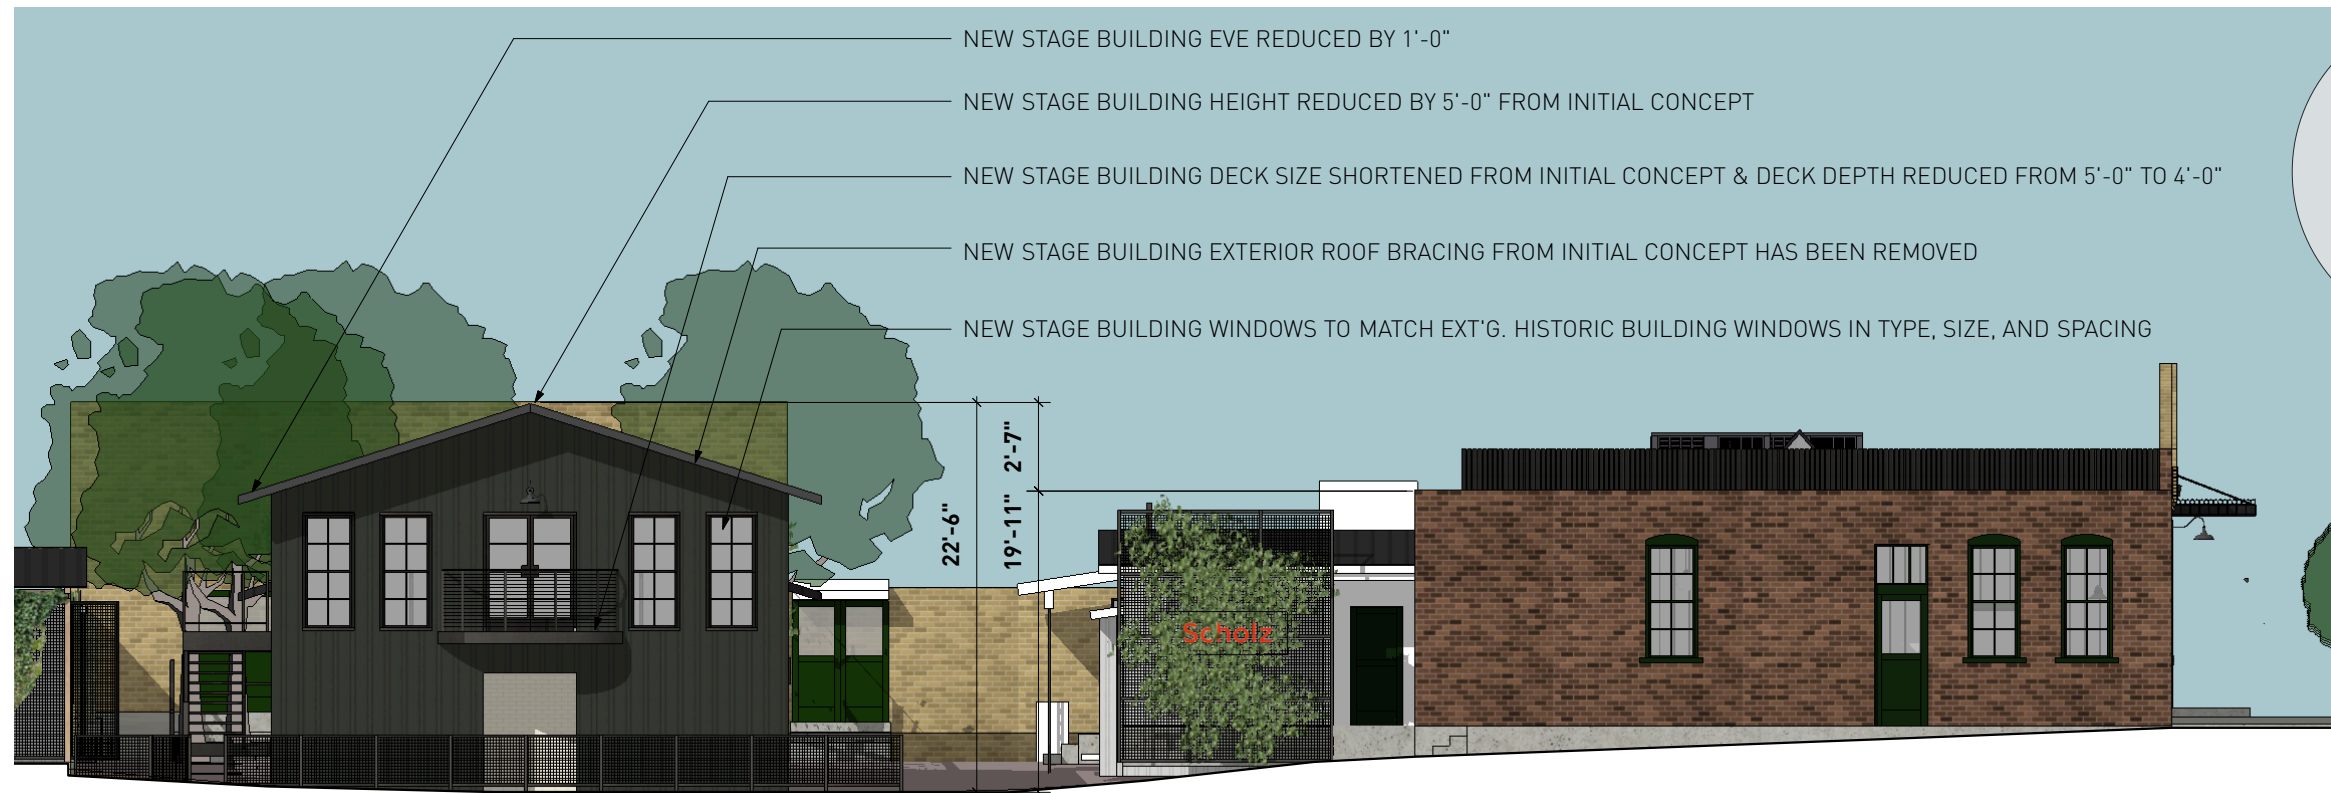 NEW STAGE BUILDING EVE REDUCED BY 1'-0"
NEW STAGE BUILDING HEIGHT REDUCED BY 5'-0" FROM INITIAL CONCEPT
NEW STAGE BUILDING DECK SIZE SHORTENED FROM INITIAL CONCEPT & DECK DEPTH REDUCED FROM 5'-0" TO 4'-0"
NEW STAGE BUILDING EXTERIOR ROOF BRACING FROM INITIAL CONCEPT HAS BEEN REMOVED
NEW STAGE BUILDING WINDOWS TO MATCH EXT'G. HISTORIC BUILDING WINDOWS IN TYPE, SIZE, AND SPACING
2'-7"
22'-6"
19'-11"
Scholz